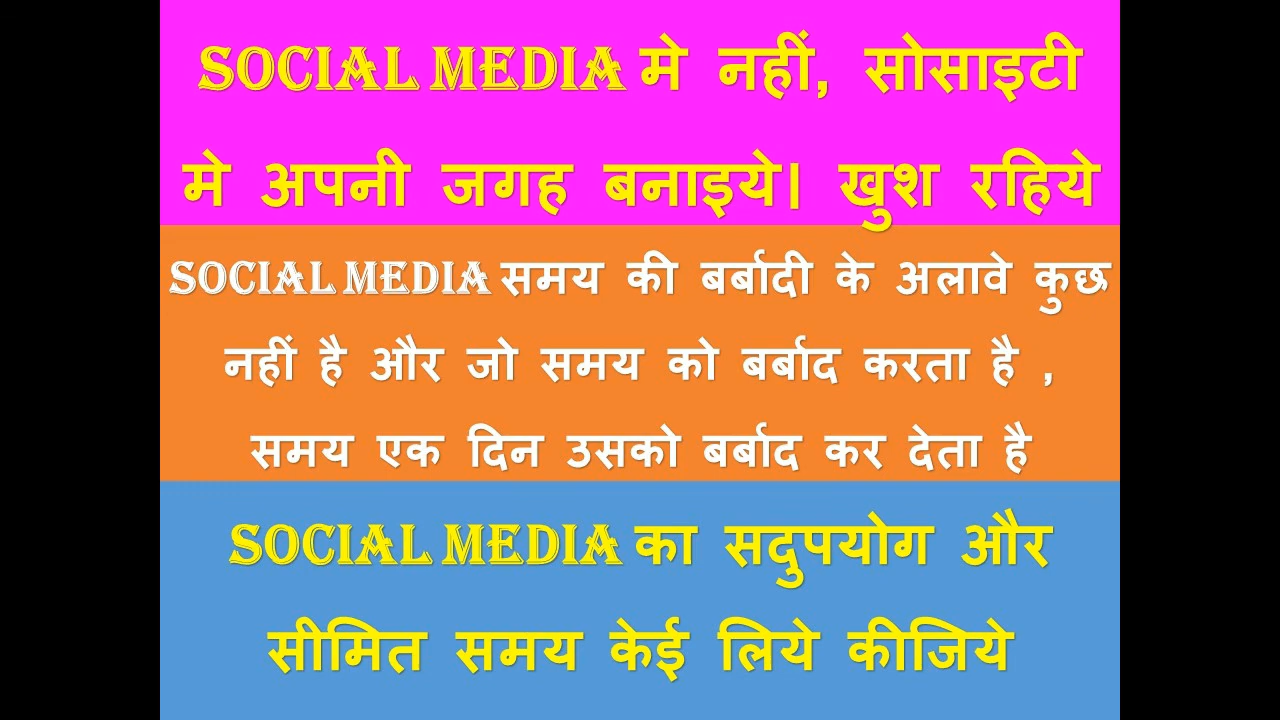 SOCIAL MEDIA मे नहीं, सोसाइटी
मे अपनी जगह बनाइये। खुश रहिये
SOCIAL MEDIA समय की बर्बादी के अलावे कुछ
नहीं है और जो समय को बर्बाद करता है ,
समय एक दिन उसको बर्बाद कर देता है
SOCIAL MEDIA का सदुपयोग और
सीमित समय केई लिये कीजिये